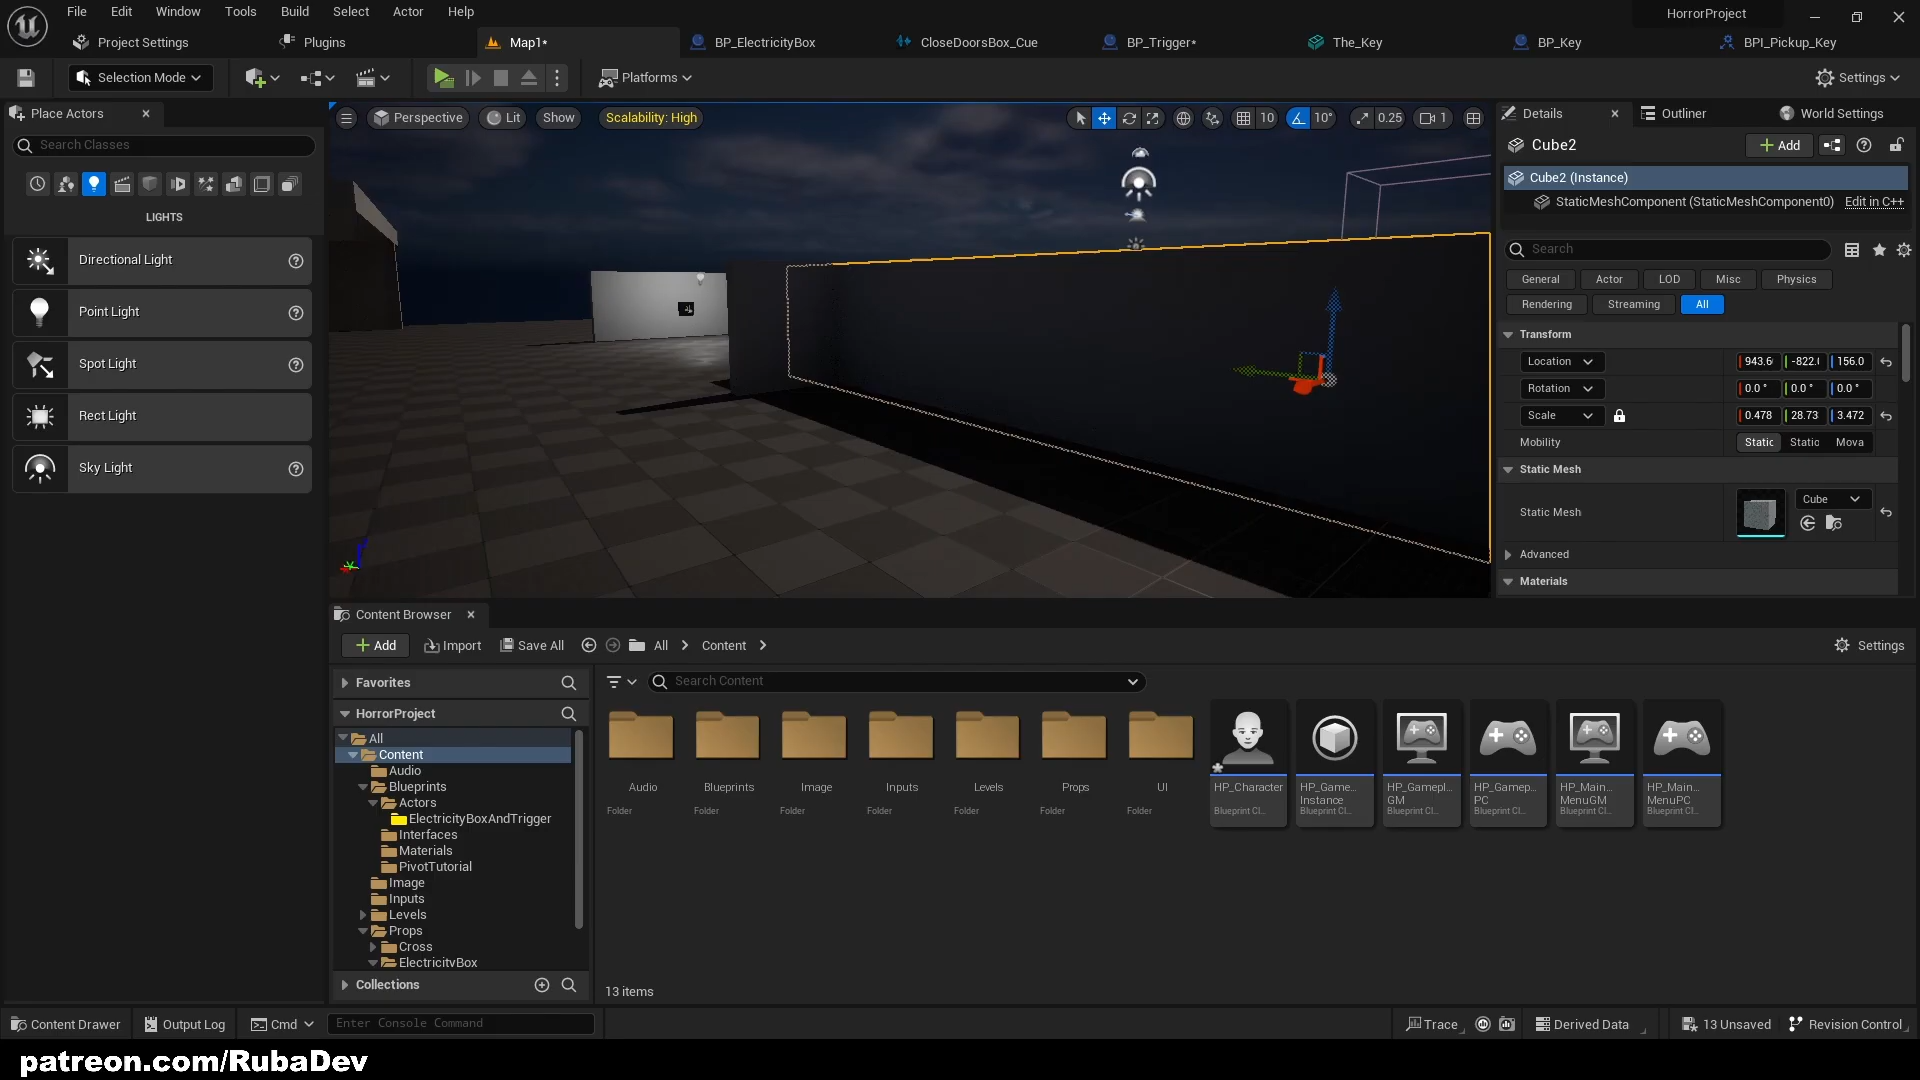 File Edit Window Tools Build Select Actor Help
HorrorProject
Project Settings Plugins Map1* BP_ElectricityBox CloseDoorsBox_Cue BP_Trigger* The_Key BP_Key BPI_Pickup_Key
Selection Mode Platforms Settings
Place Actors
Search Classes
LIGHTS
Directional Light
Point Light
Spot Light
Rect Light
Sky Light
Perspective Lit Show Scalability: High 10 10° 0.25 1
Details Outliner World Settings
Cube2 Add
Cube2 (Instance)
StaticMeshComponent (StaticMeshComponent0) Edit in C++
Search
General Actor LOD Misc Physics
Rendering Streaming All
Transform
Location 943.6 -822.( 156.0
Rotation 0.0 ° 0.0 ° 0.0 °
Scale 0.478 28.73 3.472
Mobility Static Statio Mova
Static Mesh
Static Mesh Cube
Advanced
Materials
Content Browser
Add Import Save All All Content Settings
Favorites
HorrorProject
All
Content
Audio
Blueprints
Actors
ElectricityBoxAndTrigger
Interfaces
Materials
PivotTutorial
Image
Inputs
Levels
Props
Cross
ElectricityBox
Collections
Search Content
Audio Blueprints Image Inputs Levels Props UI
Folder Folder Folder Folder Folder Folder Folder
HP_Character
Blueprint Cl...
HP_Game...
Instance
Blueprint Cl...
HP_Gamepl...
GM
Blueprint Cl...
HP_Gamep...
PC
Blueprint Cl...
HP_Main...
MenuGM
Blueprint Cl...
HP_Main...
MenuPC
Blueprint Cl...
13 items
Content Drawer Output Log Cmd Enter Console Command Trace Derived Data 13 Unsaved Revision Control
patreon.com/RubaDev